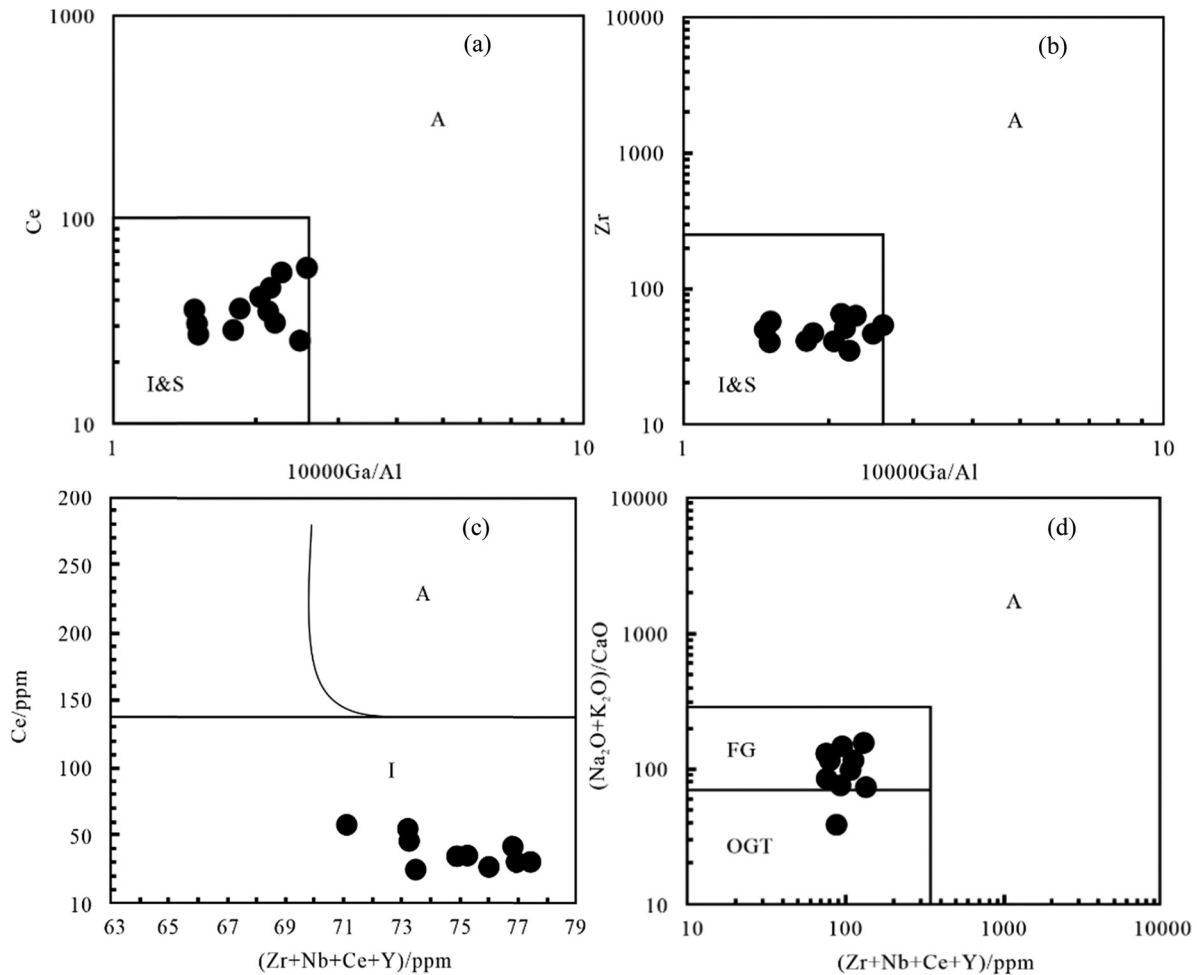 1000
(a)
A
Ce
100
I&S
10
1
10
10000Ga/Al
10000
(b)
1000
A
Zr
100
I&S
10
1
10
10000Ga/Al
200
(c)
250
A
200
Ce/ppm
150
100
I
50
10
63 65 67 69 71 73 75 77 79
(Zr+Nb+Ce+Y)/ppm
10000
(d)
1000
Λ
(Na₂O+K₂O)/CaO
FG
100
OGT
10
10 100 1000 10000
(Zr+Nb+Ce+Y)/ppm